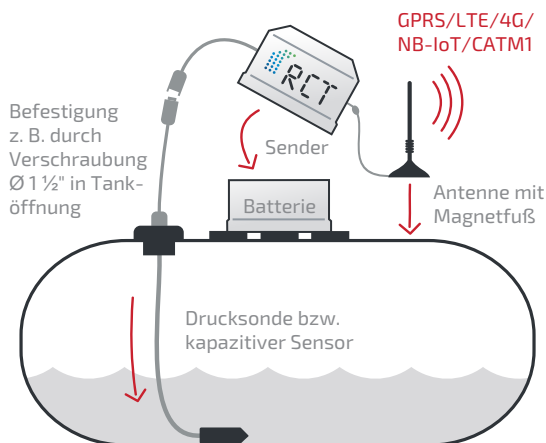 GPRS/LTE/4G/
NB-IoT/CATM1
RCT
Befestigung
z. B. durch
Verschraubung
Ø 1 ½" in Tank-
öffnung
Sender
Batterie
Antenne mit
Magnetfuß
Drucksonde bzw.
kapazitiver Sensor